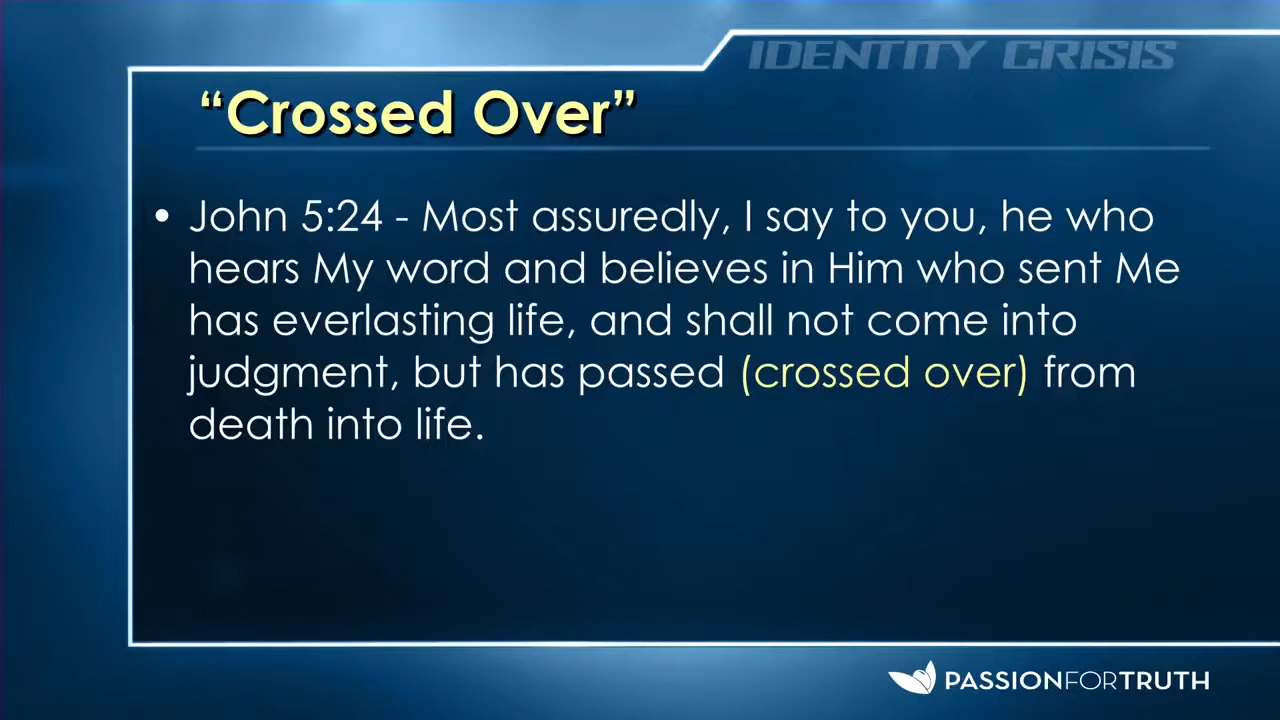 IDENTITY CRISIS
“Crossed Over”
• John 5:24 - Most assuredly, I say to you, he who
hears My word and believes in Him who sent Me
has everlasting life, and shall not come into
judgment, but has passed (crossed over) from
death into life.
PASSIONFORTRUTH